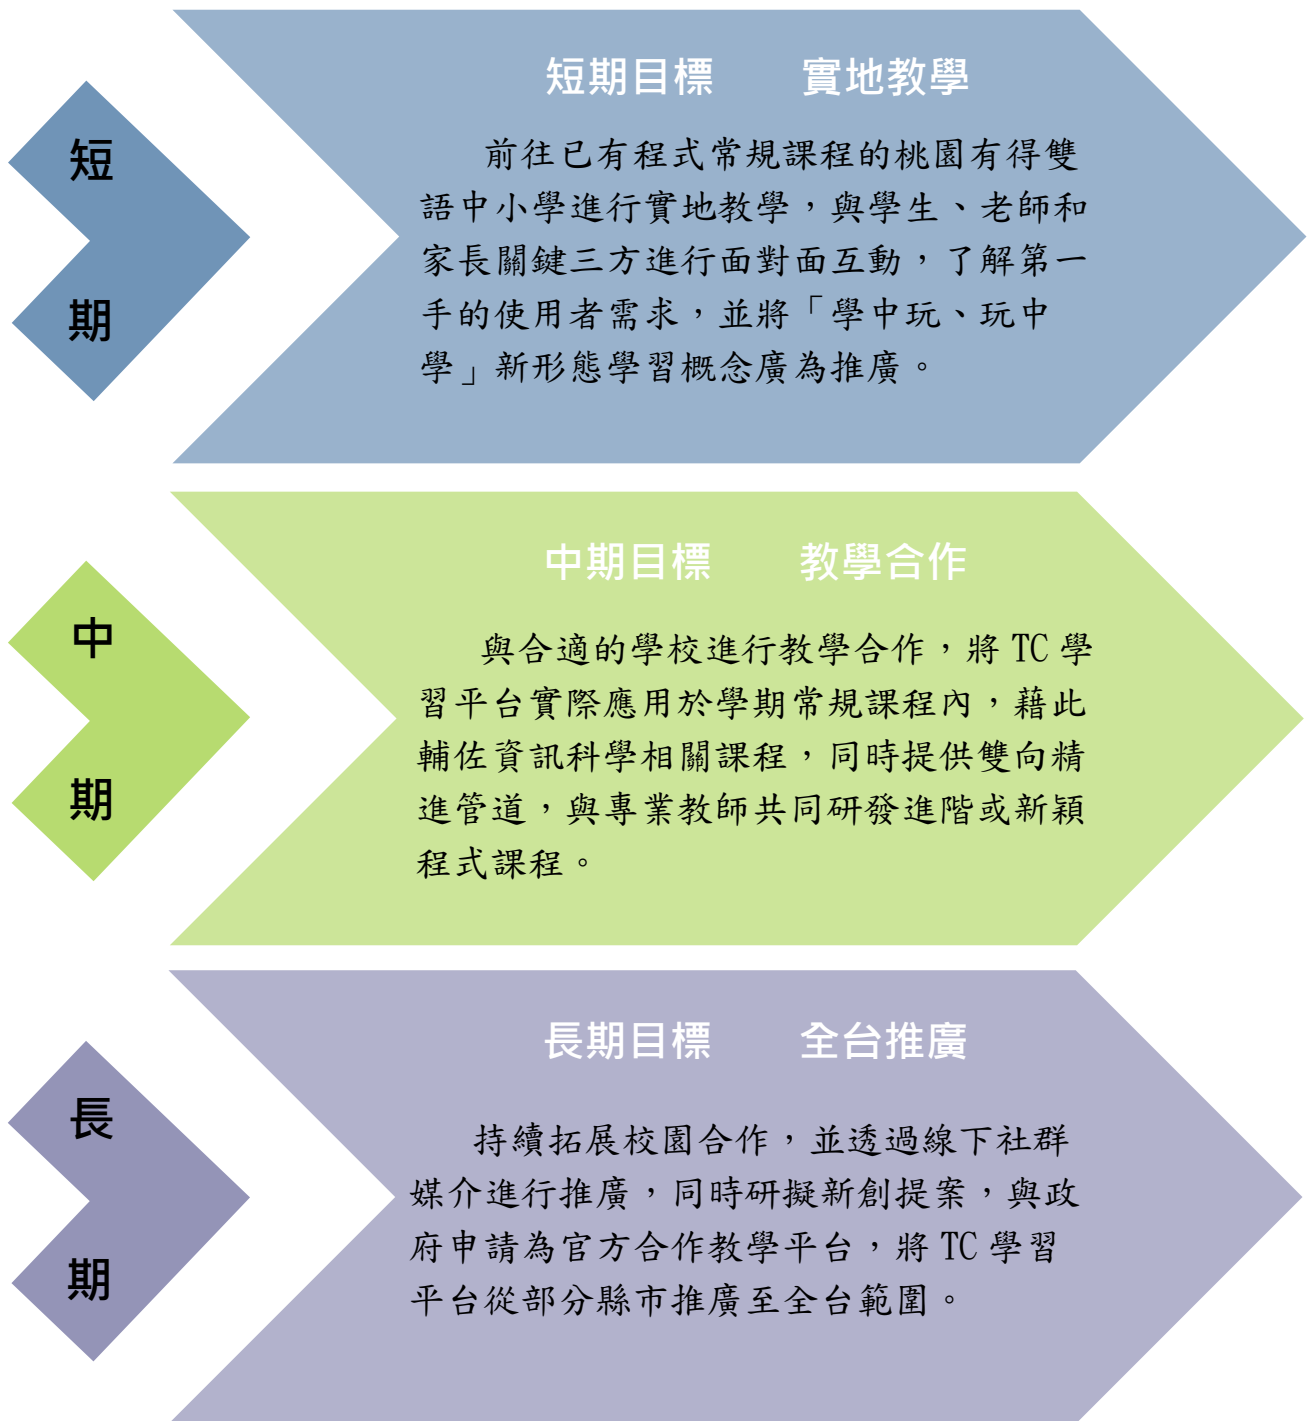 短
期
短期目標 實地教學
前往已有程式常規課程的桃園有得雙
語中小學進行實地教學，與學生、老師和
家長關鍵三方進行面對面互動，了解第一
手的使用者需求，並將「學中玩、玩中
學」新形態學習概念廣為推廣。
中
期
中期目標 教學合作
與合適的學校進行教學合作，將 TC 學
習平台實際應用於學期常規課程內，藉此
輔佐資訊科學相關課程，同時提供雙向精
進管道，與專業教師共同研發進階或新穎
程式課程。
長
期
長期目標 全台推廣
持續拓展校園合作，並透過線下社群
媒介進行推廣，同時研擬新創提案，與政
府申請為官方合作教學平台，將 TC 學習
平台從部分縣市推廣至全台範圍。